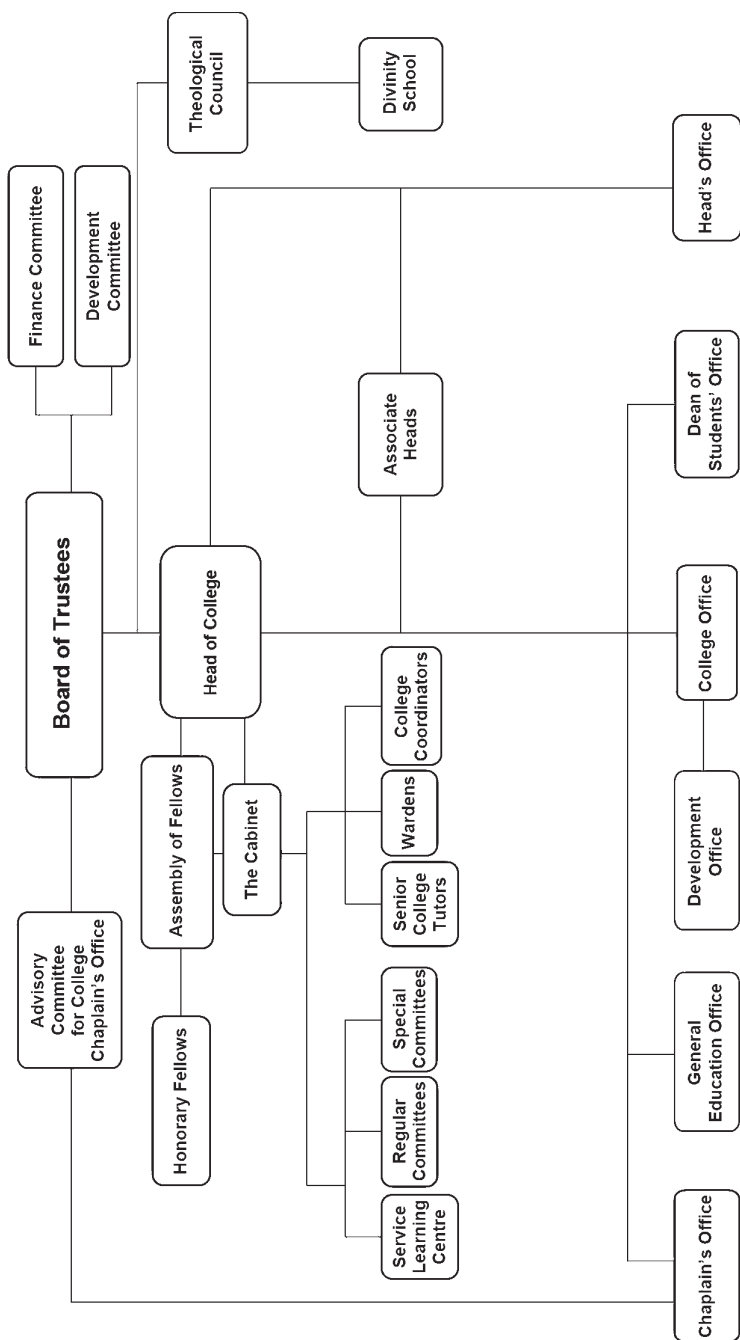 Board of Trustees
Advisory
Committee
for College
Chaplain's Office
Finance Committee
Development
Committee
Theological
Council
Divinity
School
Head of College
Honorary Fellows
Assembly of Fellows
The Cabinet
Associate
Heads
Service
Learning
Centre
Regular
Committees
Special
Committees
Senior
College
Tutors
Wardens
College
Coordinators
Chaplain's Office
General
Education Office
Development
Office
College Office
Dean of
Students' Office
Head's Office